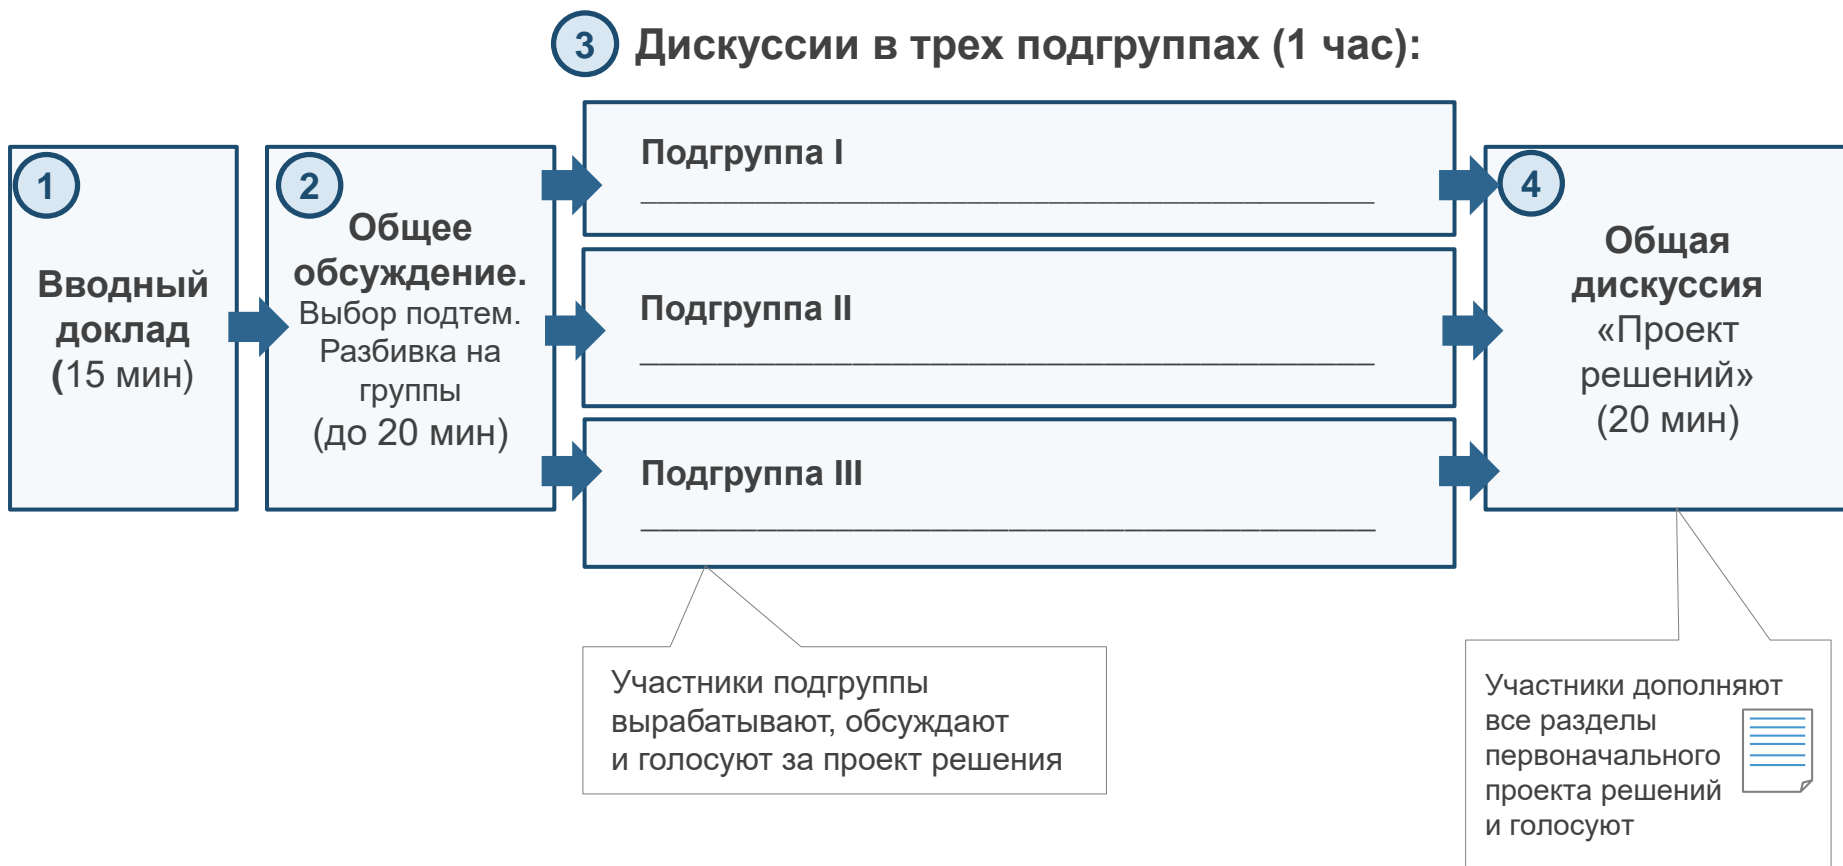 3 Дискуссии в трех подгруппах (1 час):
1
Вводный
доклад
(15 мин)
2
Общее
обсуждение.
Выбор подтем.
Разбивка на
группы
(до 20 мин)
Подгруппа I
Подгруппа II
Подгруппа III
4
Общая
дискуссия
«Проект
решений»
(20 мин)
Участники подгруппы
вырабатывают, обсуждают
и голосуют за проект решения
Участники дополняют
все разделы
первоначального
проекта решений
и голосуют